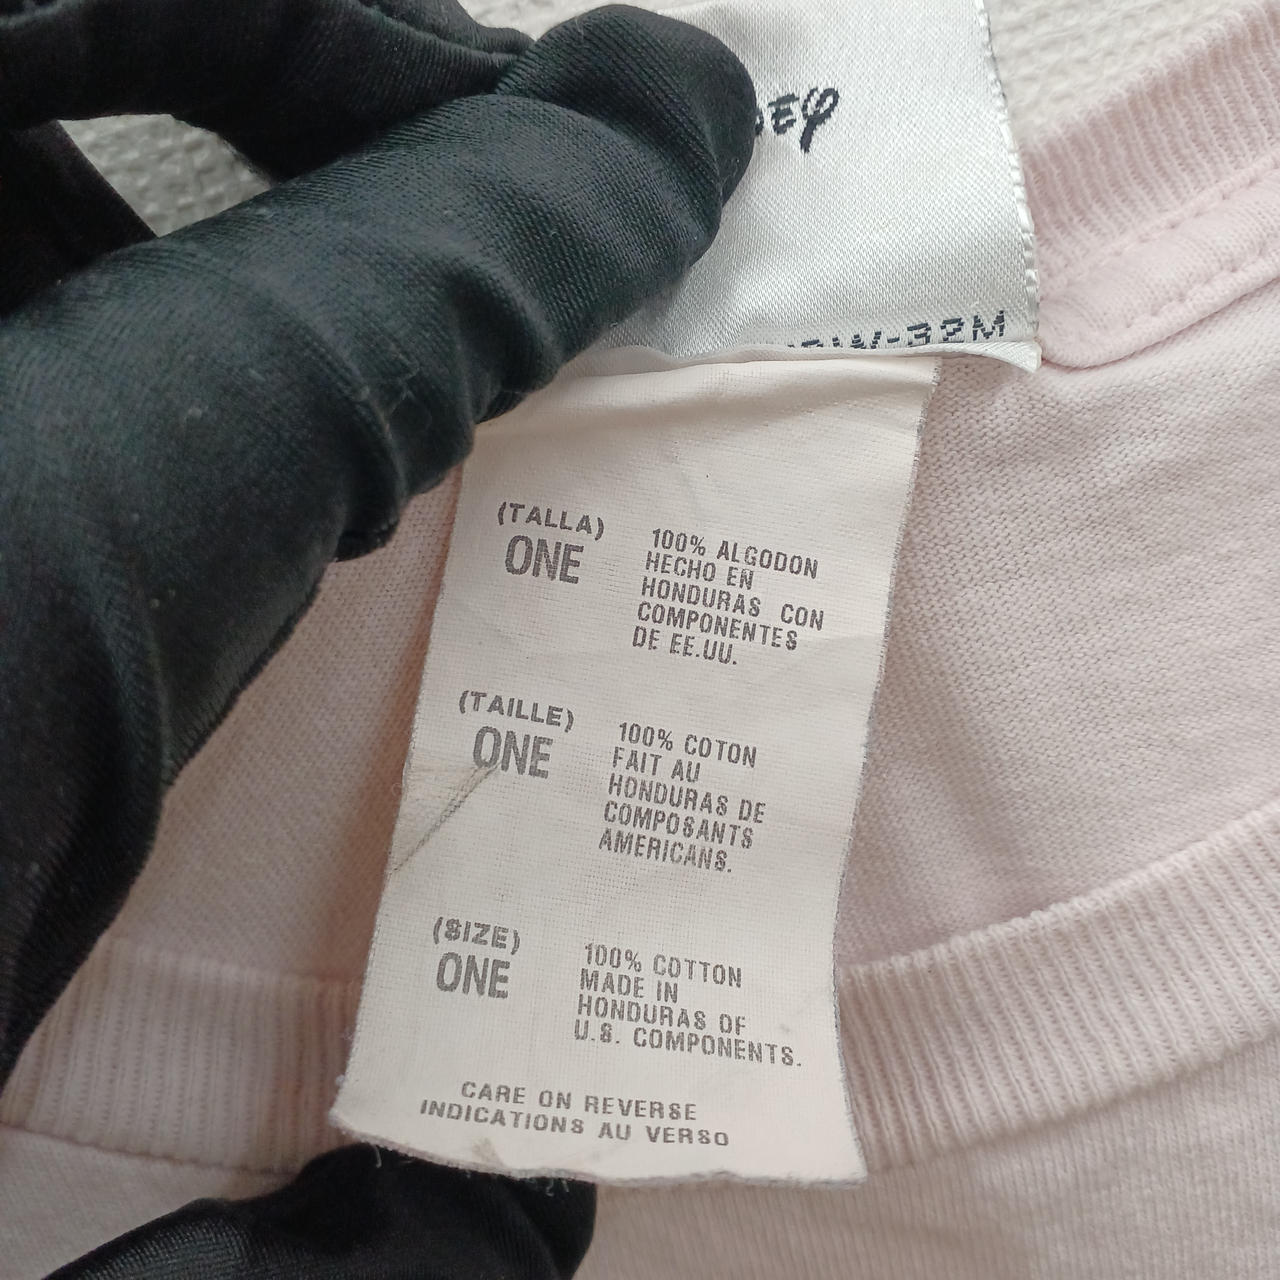 (TALLA)
ONE
100% ALGODON
HECHO EN
HONDURAS CON
COMPONENTES
DE EE.UU.
(TAILLE)
ONE
100% COTON
FAIT AU
HONDURAS DE
COMPOSANTS
AMERICANS.
(SIZE)
ONE
100% COTTON
MADE IN
HONDURAS OF
U.S. COMPONENTS.
CARE ON REVERSE
INDICATIONS AU VERSO